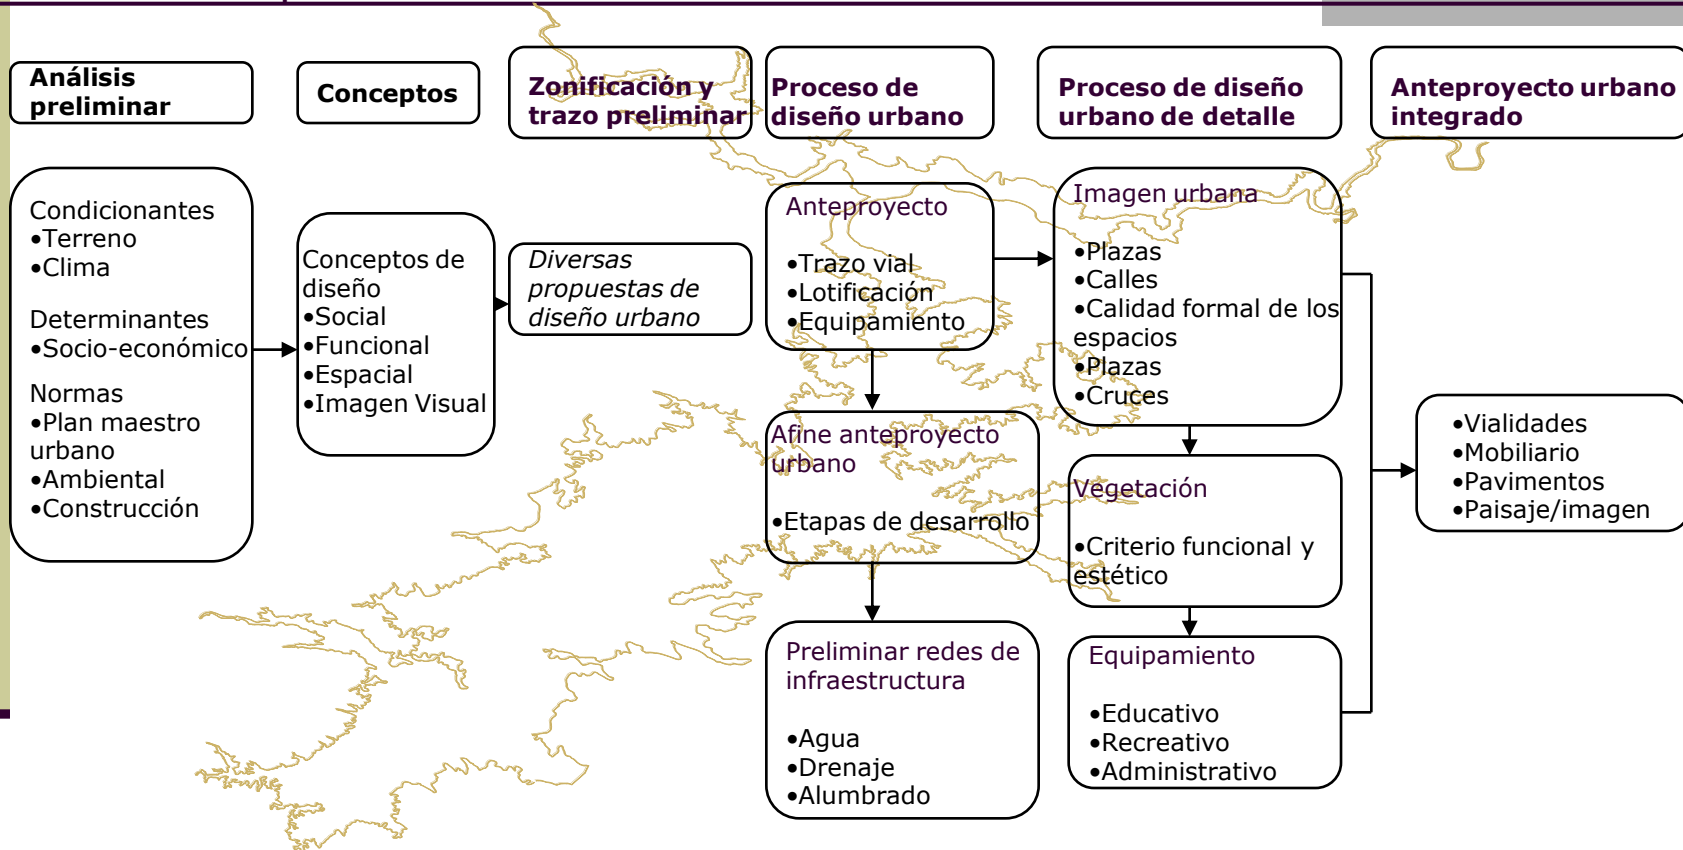 Análisis
preliminar
Conceptos
Zonificación y
trazo preliminar
Proceso de
diseño urbano
Proceso de diseño
urbano de detalle
Anteproyecto urbano
integrado
Condicionantes
•Terreno
•Clima
Determinantes
•Socio-económico
Normas
•Plan maestro
urbano
•Ambiental
•Construcción
Conceptos de
diseño
•Social
•Funcional
•Espacial
•Imagen Visual
Diversas
propuestas de
diseño urbano
Anteproyecto
•Trazo vial
•Lotificación
•Equipamiento
Afine anteproyecto
urbano
•Etapas de desarrollo
Preliminar redes de
infraestructura
•Agua
•Drenaje
•Alumbrado
Imagen urbana
•Plazas
•Calles
•Calidad formal de los
espacios
•Plazas
•Cruces
Vegetación
•Criterio funcional y
estético
Equipamiento
•Educativo
•Recreativo
•Administrativo
•Vialidades
•Mobiliario
•Pavimentos
•Paisaje/imagen